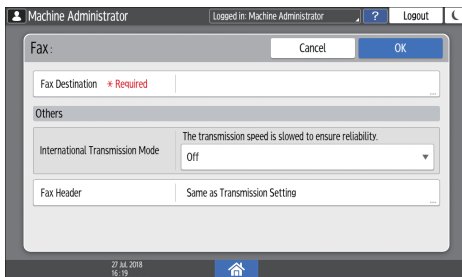 Machine Administrator
Logged in: Machine Administrator
?
Logout
Fax:
Cancel
OK
Fax Destination * Required
...
Others
International Transmission Mode
The transmission speed is slowed to ensure reliability.
Off
Fax Header
Same as Transmission Setting
...
27 Jul. 2018
16:19